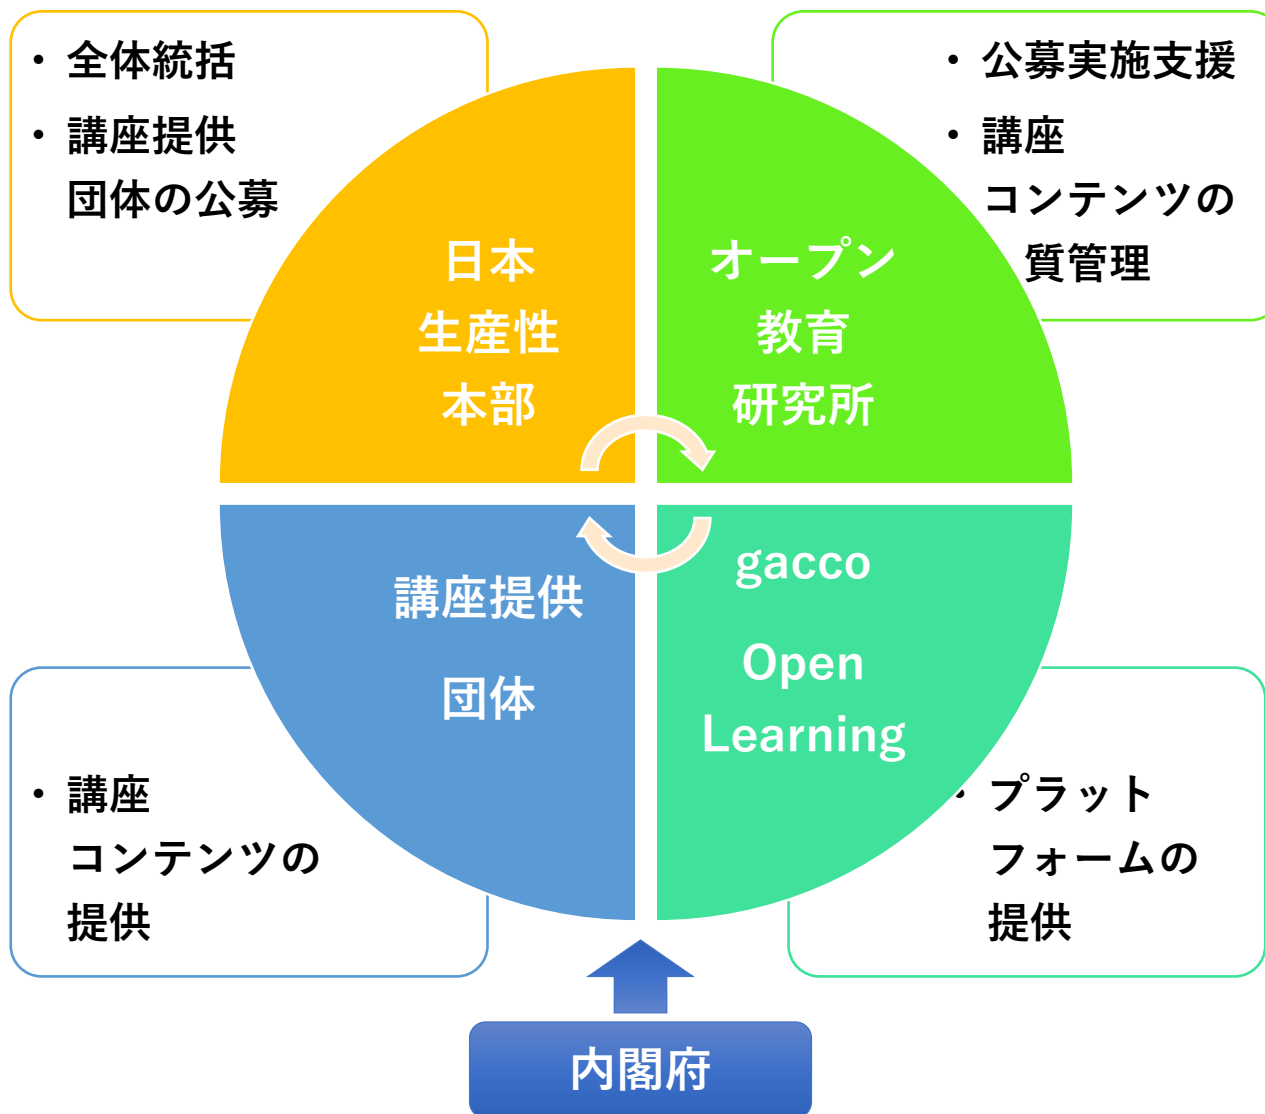 ・ 全体統括
・ 講座提供
団体の公募
・ 公募実施支援
・ 講座
コンテンツの
質管理
日本
生産性
本部
オープン
教育
研究所
講座提供
団体
gacco
Open
Learning
・ 講座
コンテンツの
提供
・ プラット
フォームの
提供
内閣府